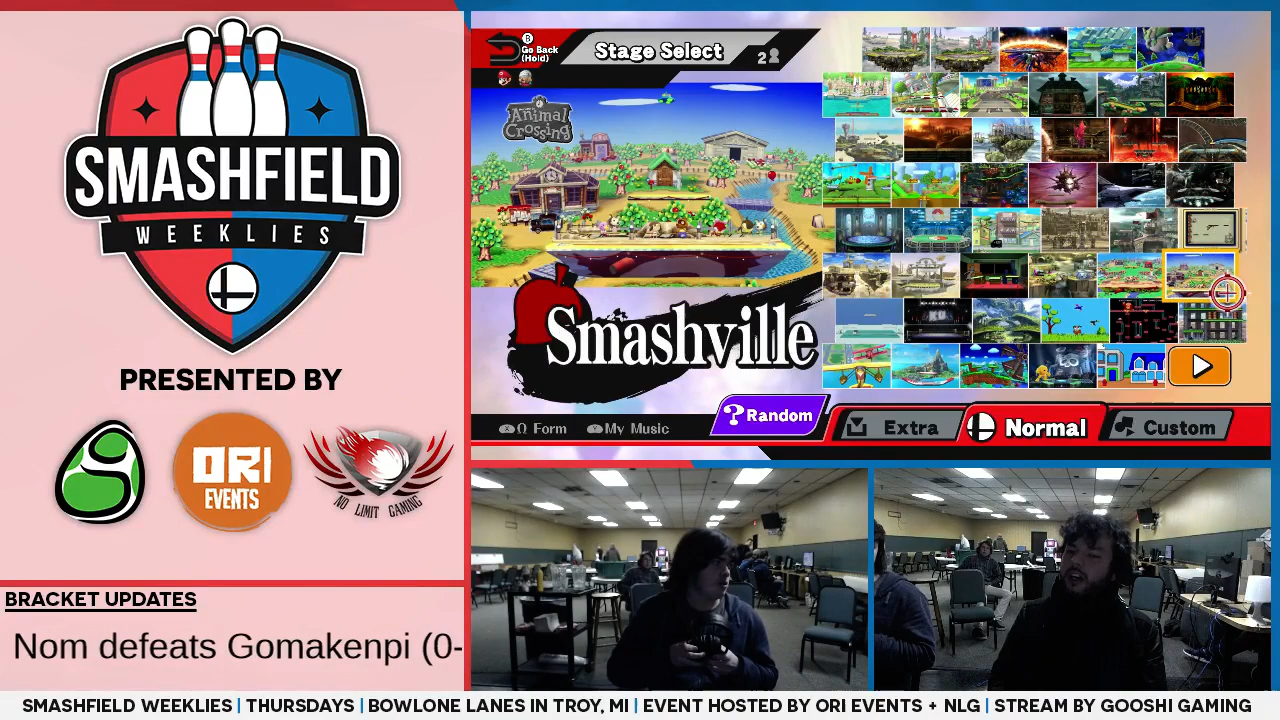 SMASHFIELD
WEEKLIES
PRESENTED BY
S
ORI
EVENTS
NO LIMIT GAMING
BRACKET UPDATES
Nom defeats Gomakenpi (0-
B
Go Back
(Hold)
Stage Select
2
Animal
Crossing
Smashville
Ω Form
My Music
? Random
Extra
Normal
Custom
SMASHFIELD WEEKLIES | THURSDAYS | BOWLONE LANES IN TROY, MI | EVENT HOSTED BY ORI EVENTS + NLG | STREAM BY GOOSHI GAMING